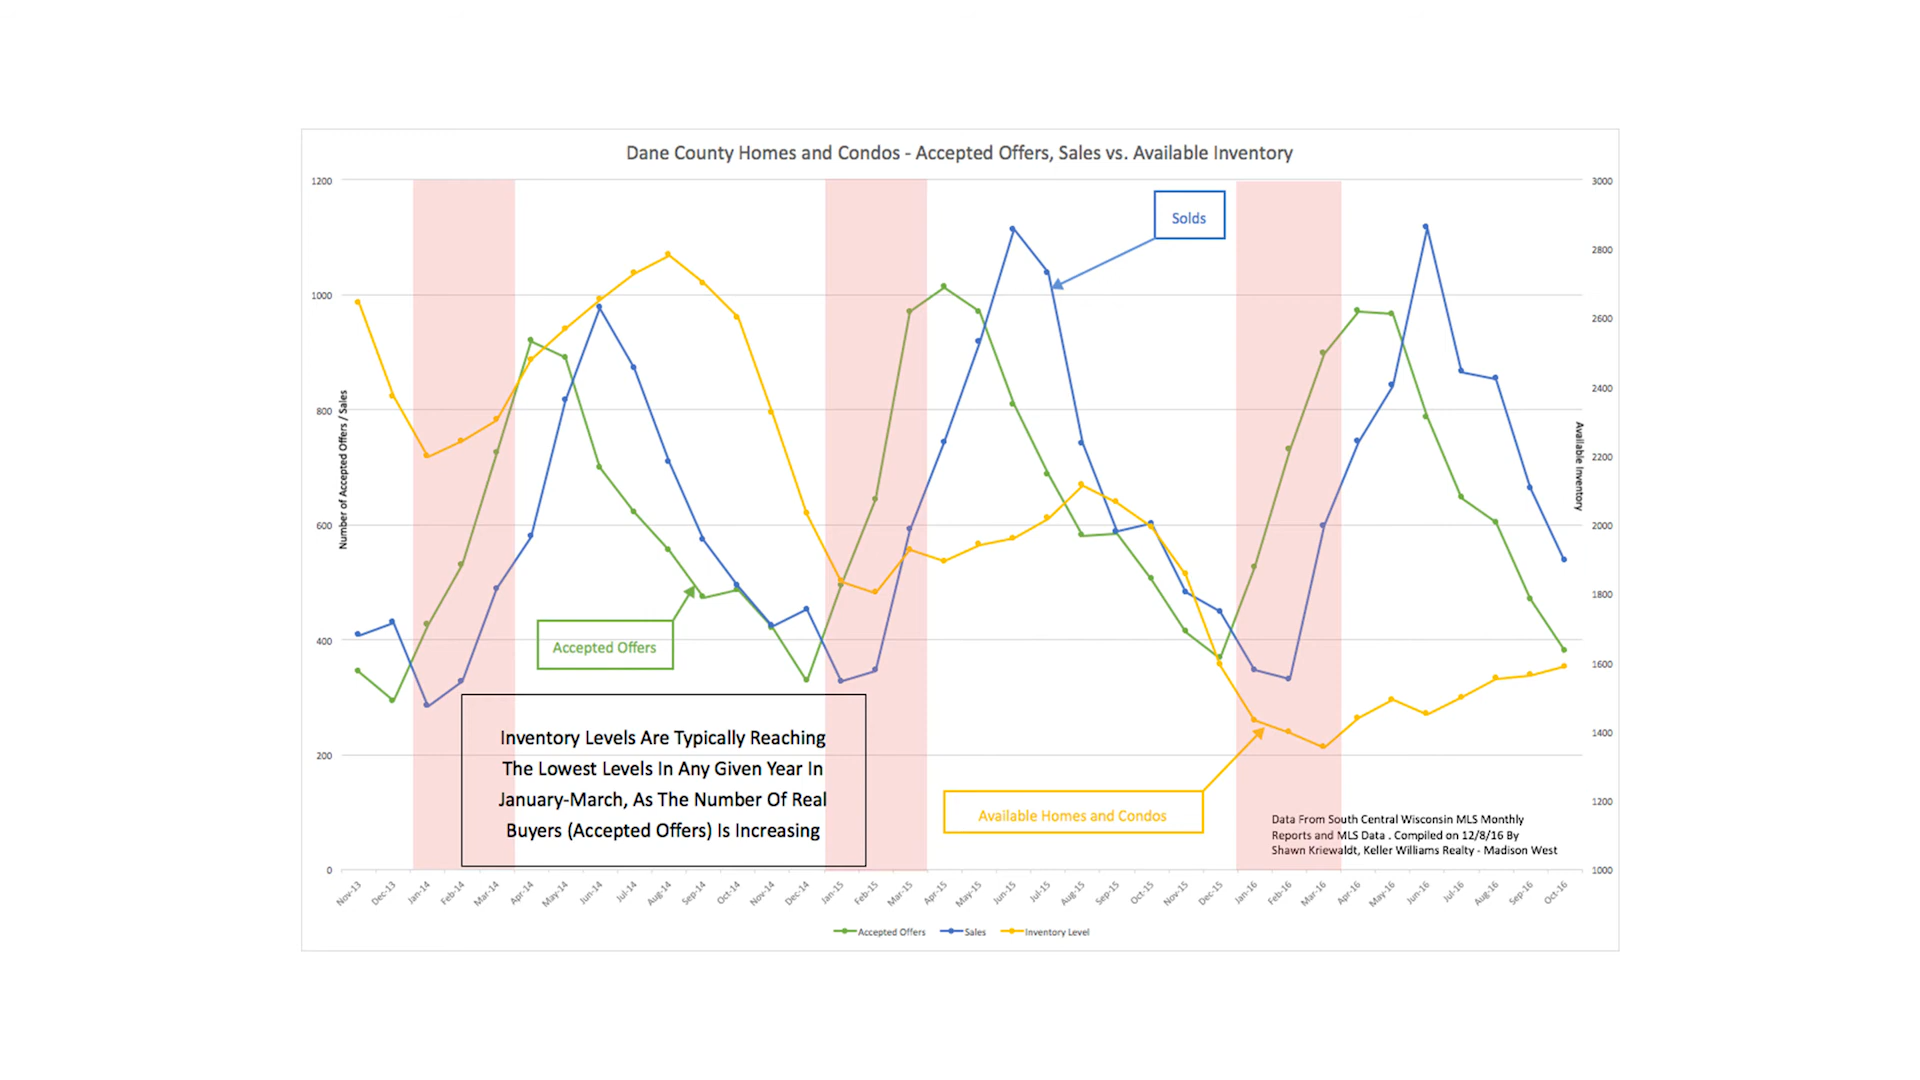 Dane County Homes and Condos - Accepted Offers, Sales vs. Available Inventory
1200
1000
800
600
400
200
0
Number of Accepted Offers / Sales
3000
2800
2600
2400
2200
2000
1800
1600
1400
1200
1000
Available Inventory
Solds
Accepted Offers
Inventory Levels Are Typically Reaching
The Lowest Levels In Any Given Year In
January-March, As The Number Of Real
Buyers (Accepted Offers) Is Increasing
Available Homes and Condos
Data From South Central Wisconsin MLS Monthly
Reports and MLS Data . Compiled on 12/8/16 By
Shawn Kriewaldt, Keller Williams Realty - Madison West
Nov-13
Dec-13
Jan-14
Feb-14
Mar-14
Apr-14
May-14
Jun-14
Jul-14
Aug-14
Sep-14
Oct-14
Nov-14
Dec-14
Jan-15
Feb-15
Mar-15
Apr-15
May-15
Jun-15
Jul-15
Aug-15
Sep-15
Oct-15
Nov-15
Dec-15
Jan-16
Feb-16
Mar-16
Apr-16
May-16
Jun-16
Jul-16
Aug-16
Sep-16
Oct-16
Accepted Offers Sales Inventory Level